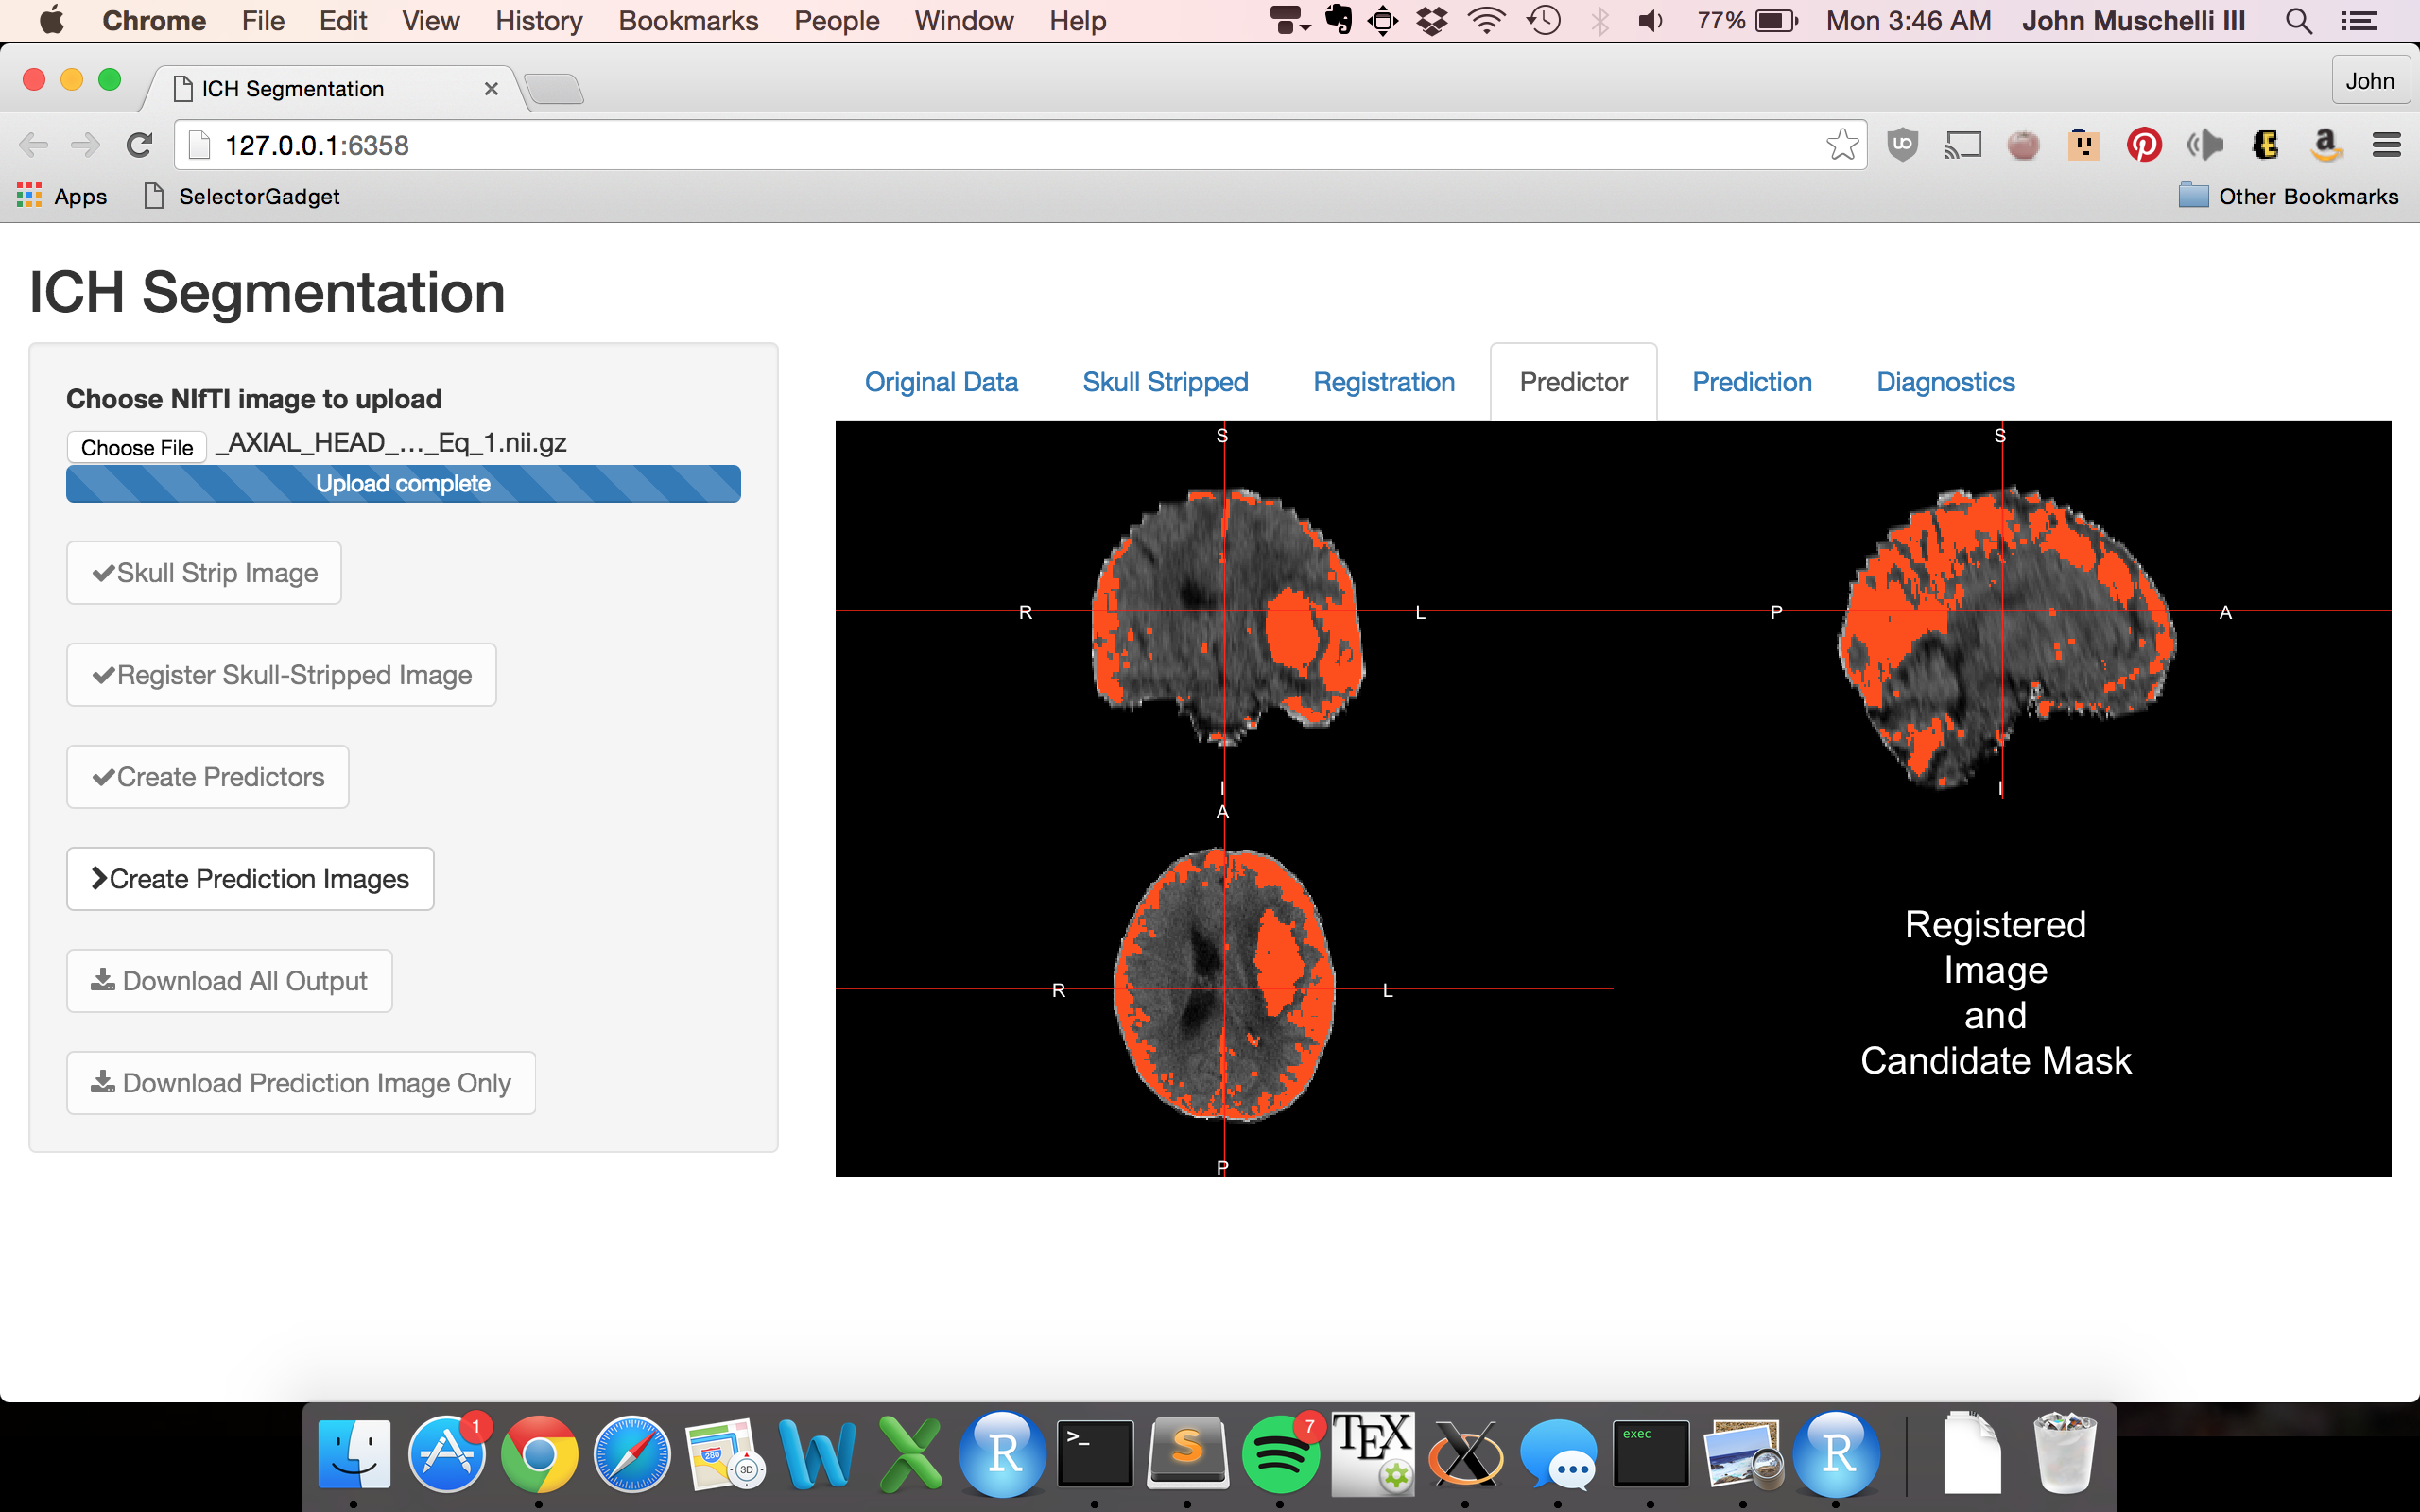 Chrome File Edit View History Bookmarks People Window Help 77% Mon 3:46 AM John Muschelli III
ICH Segmentation John
127.0.0.1:6358
Apps SelectorGadget Other Bookmarks
ICH Segmentation
Choose NIfTI image to upload
Choose File _AXIAL_HEAD_…_Eq_1.nii.gz
Upload complete
Skull Strip Image
Register Skull-Stripped Image
Create Predictors
Create Prediction Images
Download All Output
Download Prediction Image Only
Original Data Skull Stripped Registration Predictor Prediction Diagnostics
S S
R L P A
I I
A
R L
P
Registered
Image
and
Candidate Mask
1 280 3D W X R >_ S 7 TEX X exec R